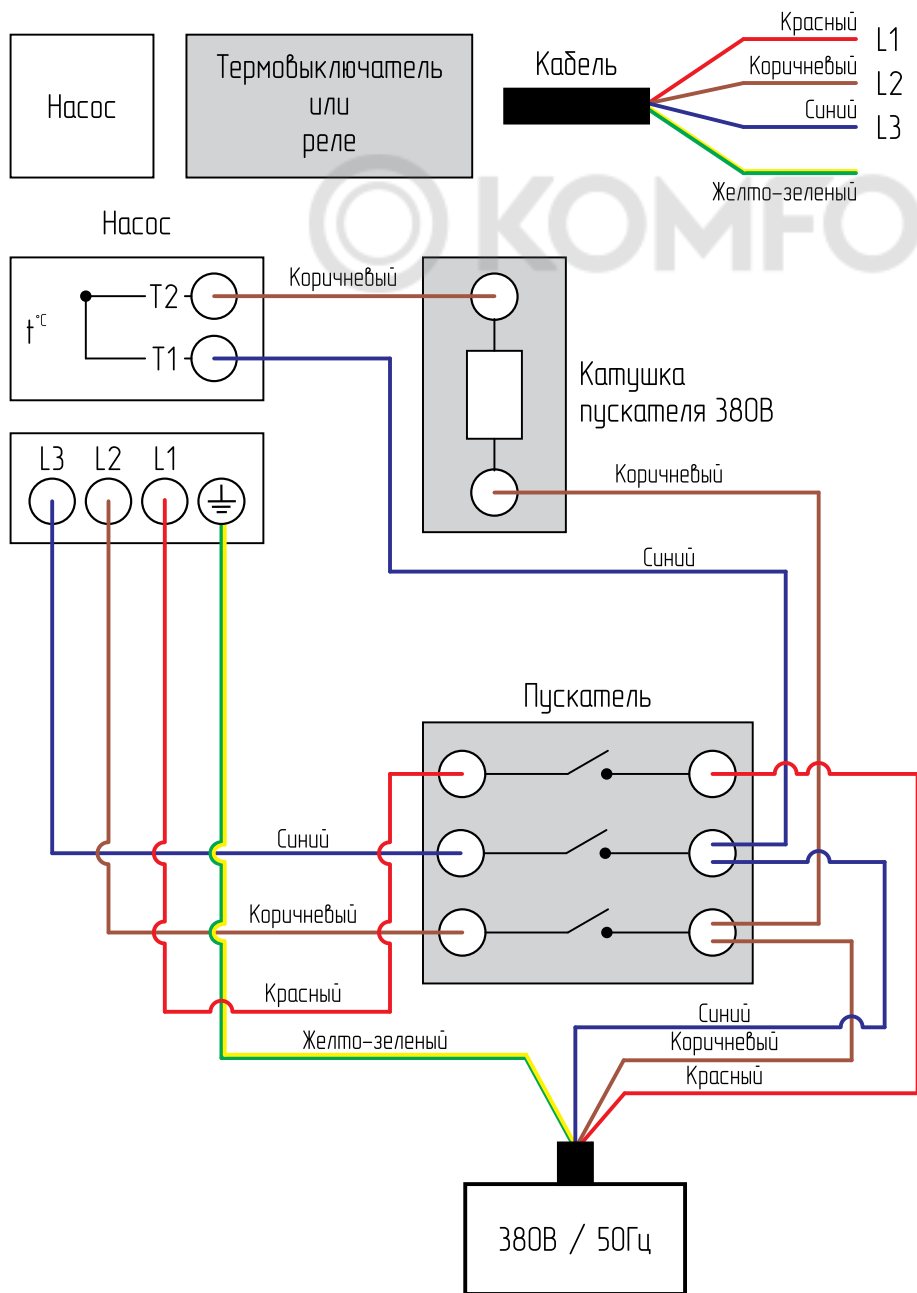 Насос
Термовыключатель
или
реле
Кабель
Красный L1
Коричневый L2
Синий L3
Желто-зеленый
KOMFO
Насос
t°C
T2
T1
Коричневый
Катушка
пускателя 380В
Коричневый
L3 L2 L1
Синий
Пускатель
Синий
Коричневый
Красный
Желто-зеленый
Синий
Коричневый
Красный
380В / 50Гц